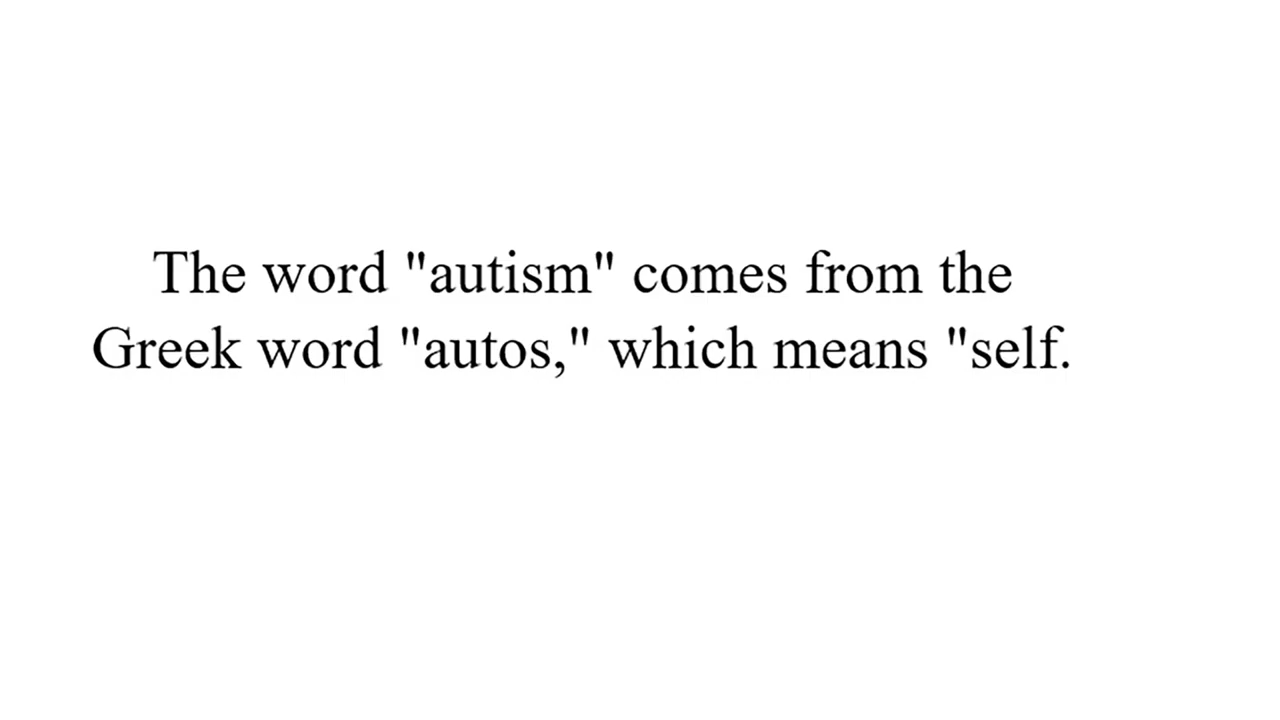 The word "autism" comes from the
Greek word "autos," which means "self.